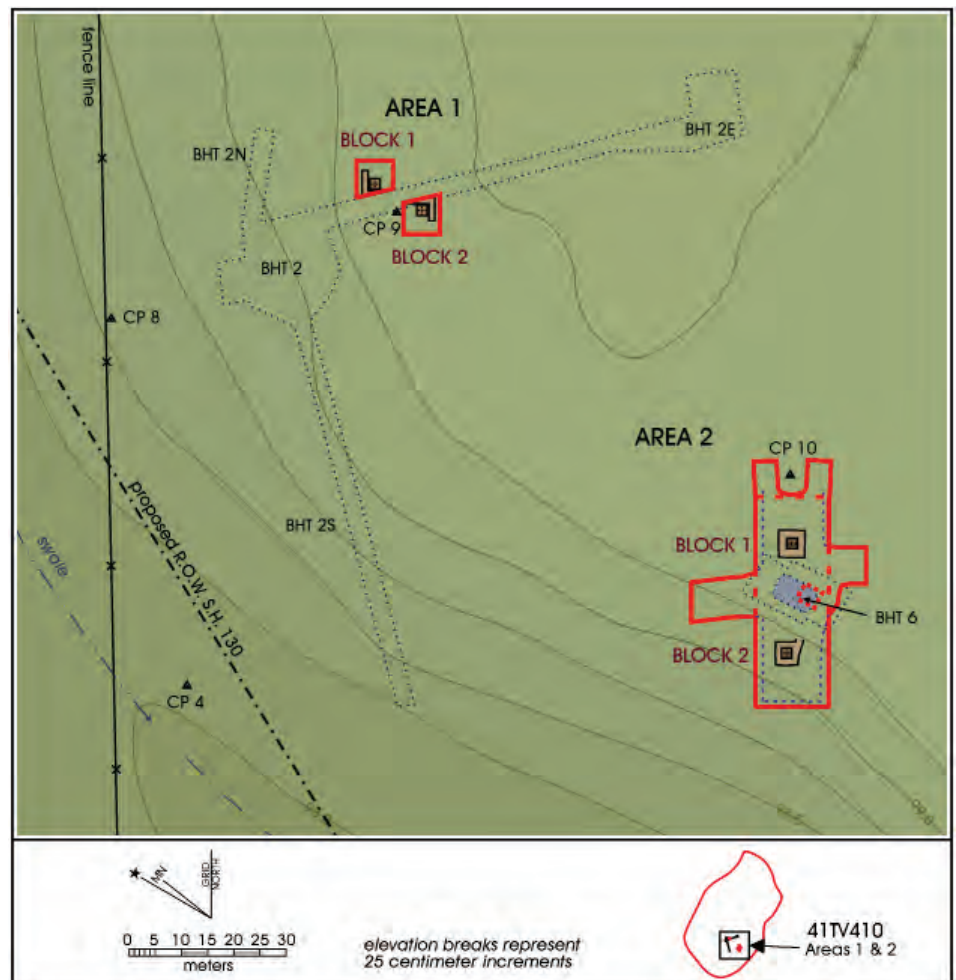 fence line
AREA 1
BLOCK 1
BHT 2E
BHT 2N
CP 9
BLOCK 2
BHT 2
CP 8
AREA 2
CP 10
proposed R.O.W. S.H. 130
BHT 2S
swale
BLOCK 1
BHT 6
BLOCK 2
CP 4
MN
GRID
NORTH
0 5 10 15 20 25 30
meters
elevation breaks represent
25 centimeter increments
41TV410
Areas 1 & 2